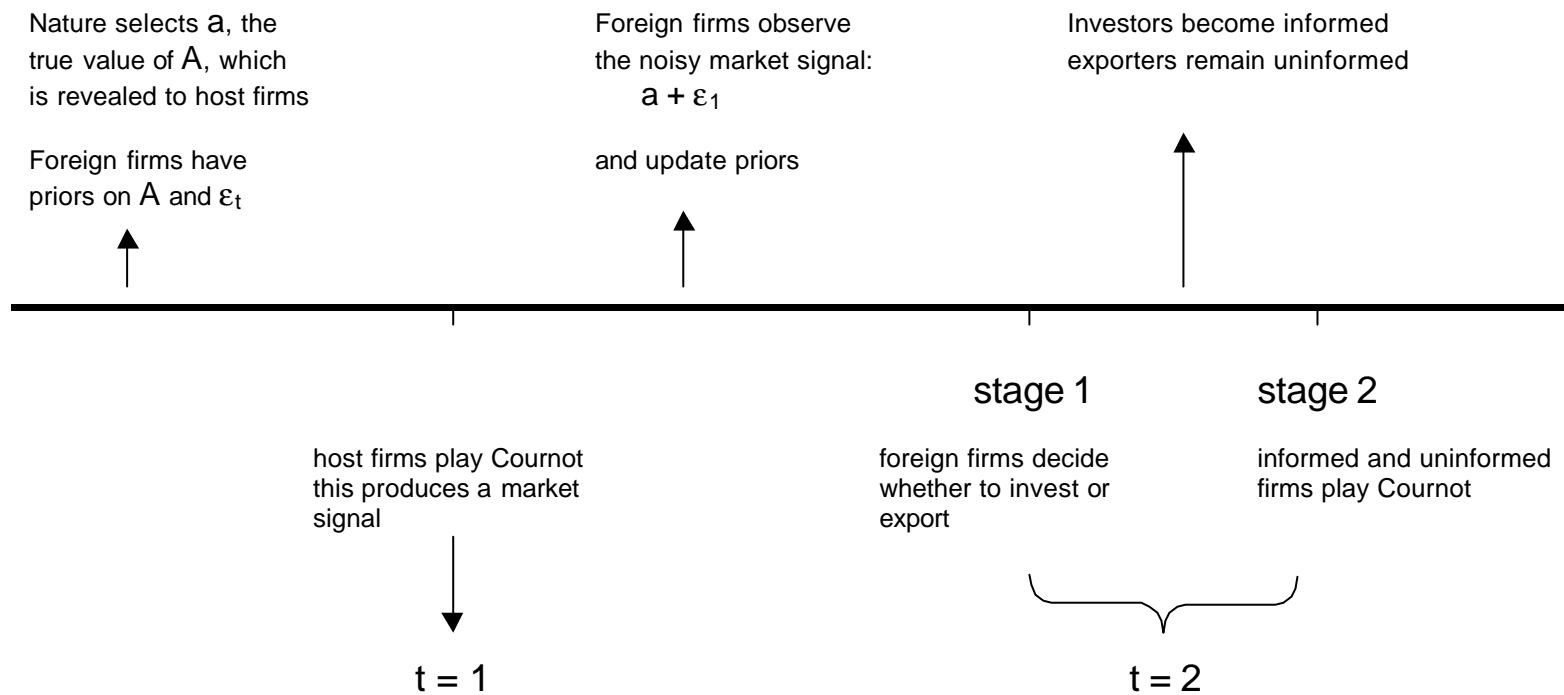 Nature selects a, the
true value of A, which
is revealed to host firms
Foreign firms have
priors on A and εt
Foreign firms observe
the noisy market signal:
a + ε1
and update priors
Investors become informed
exporters remain uninformed
host firms play Cournot
this produces a market
signal
t = 1
stage 1
foreign firms decide
whether to invest or
export
stage 2
informed and uninformed
firms play Cournot
t = 2